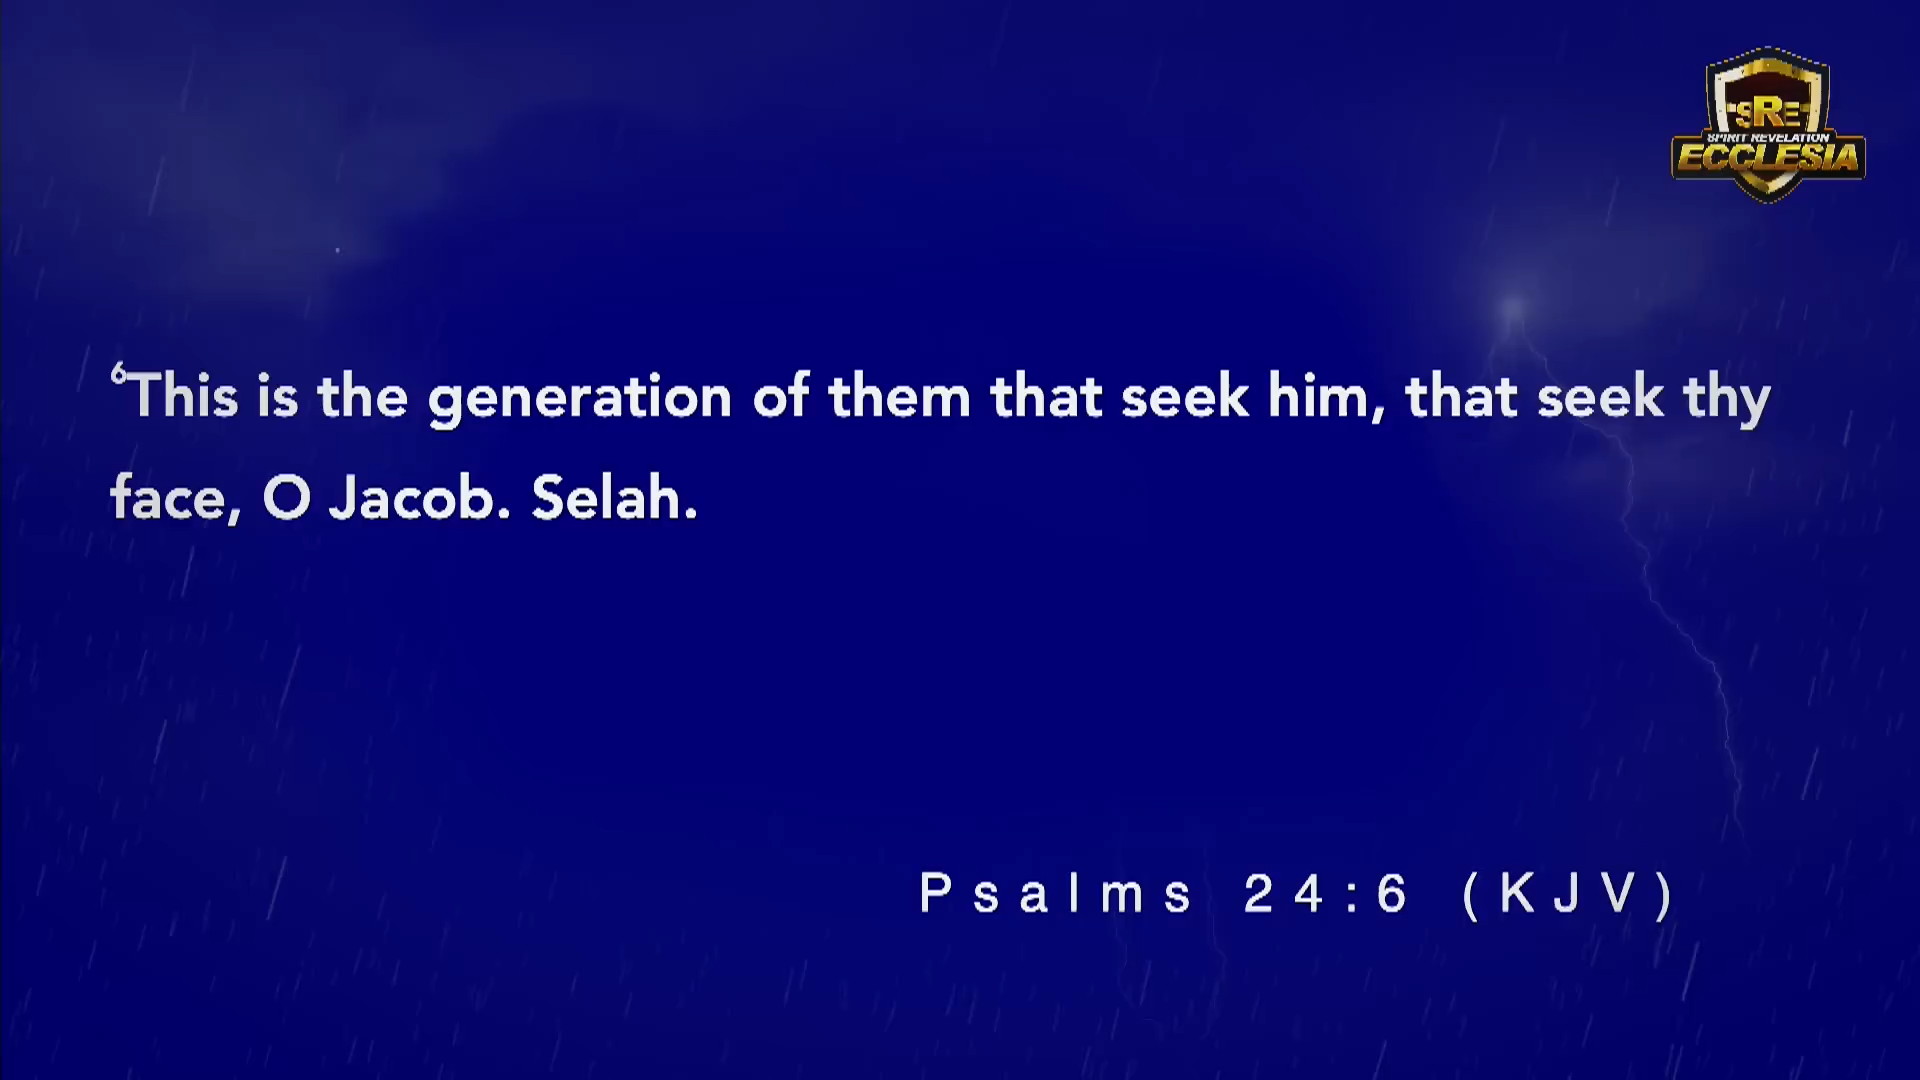 SRE
SPIRIT REVELATION
ECCLESIA
⁶This is the generation of them that seek him, that seek thy
face, O Jacob. Selah.
Psalms 24:6 (KJV)